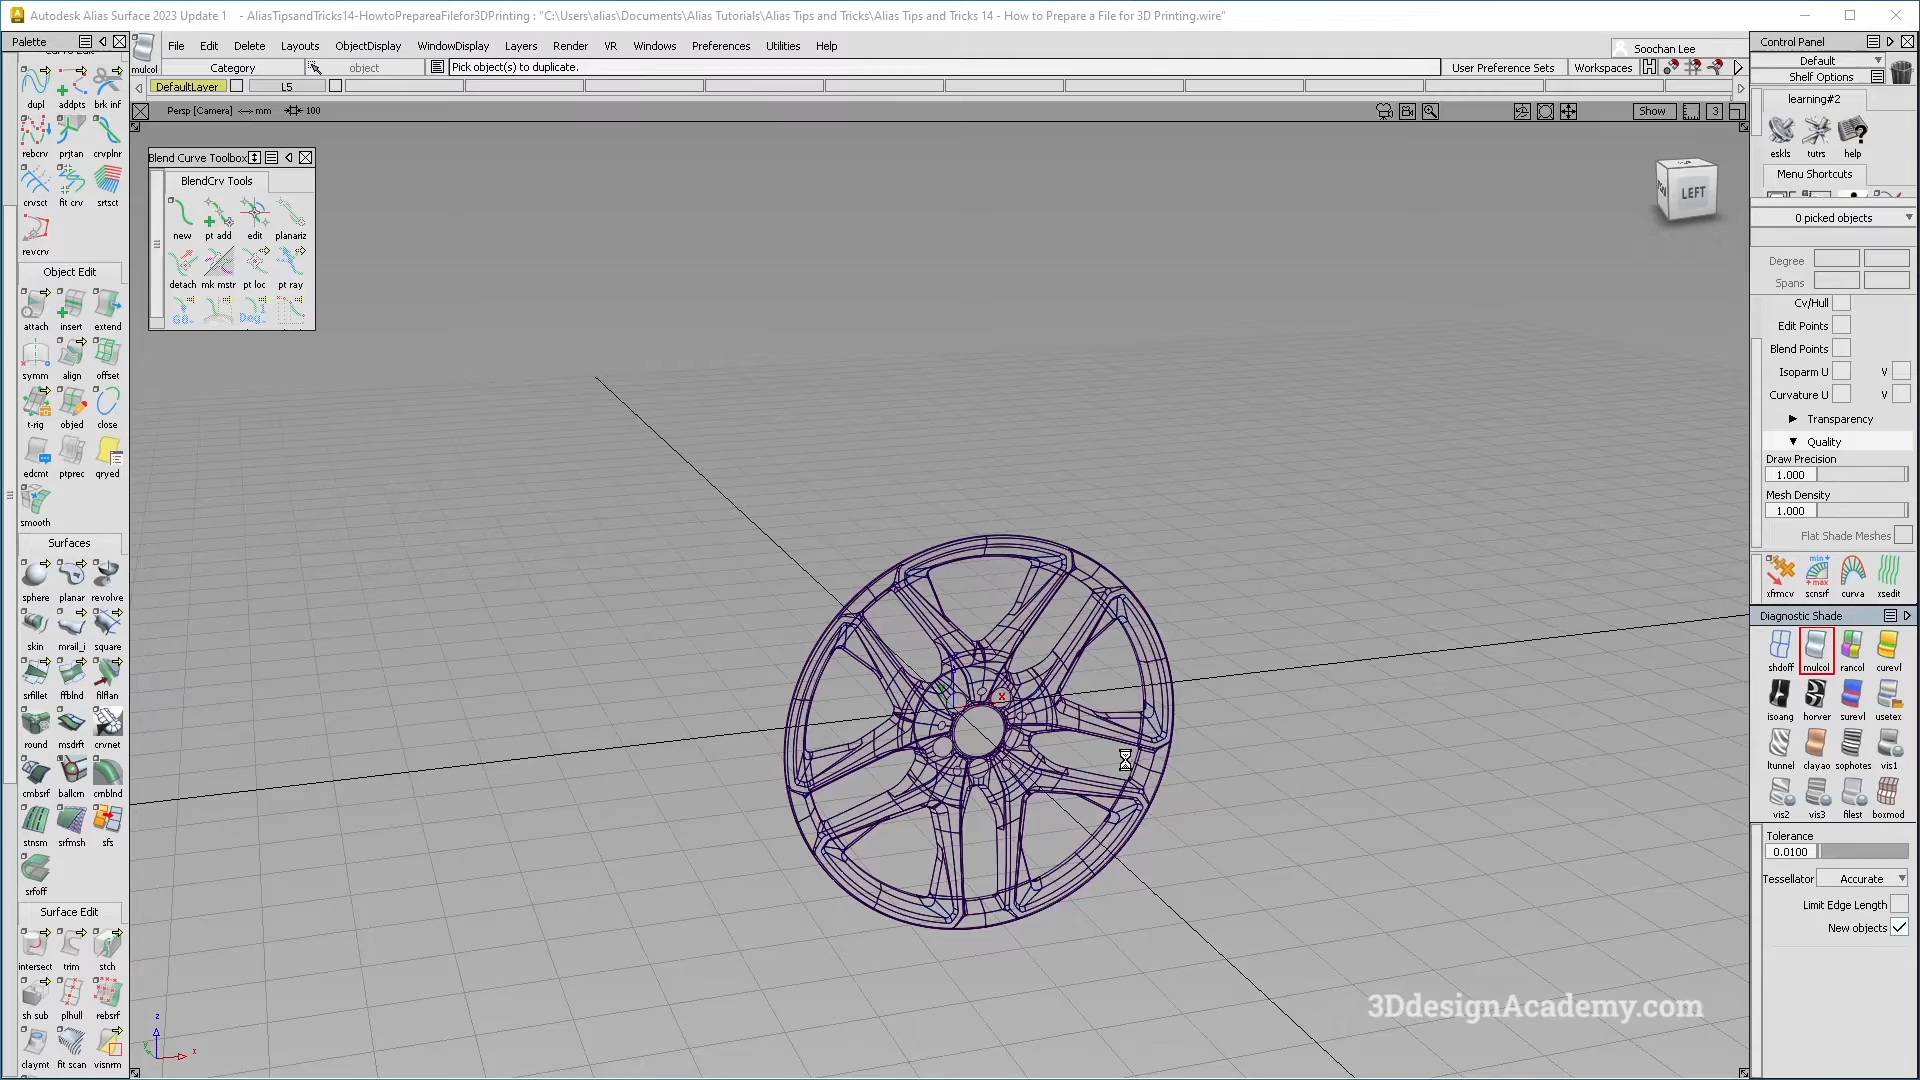 Autodesk Alias Surface 2023 Update 1 - AliasTipsandTricks14-HowtoPrepareaFilefor3DPrinting : "C:\Users\alias\Documents\Alias Tutorials\Alias Tips and Tricks\Alias Tips and Tricks 14 - How to Prepare a File for 3D Printing.wire"
Palette
File Edit Delete Layouts ObjectDisplay WindowDisplay Layers Render VR Windows Preferences Utilities Help
Soochan Lee
Control Panel
mulcol
Category
object
Pick object(s) to duplicate.
User Preference Sets
Workspaces
Default
Shelf Options
DefaultLayer
L5
Persp [Camera] <-> mm 100
Show
3
dupl addpts brk inf
rebcrv prjtan crvplnr
crvsct fit crv srtsct
revcrv
Object Edit
attach insert extend
symm align offset
t-rig objed close
edcmt ptprec qryed
smooth
Surfaces
sphere planar revolve
skin mrail_i square
srfillet ffblnd filflan
round msdrft crvnet
cmbsrf ballcrn crnblnd
stnsm srfmsh sfs
srfoff
Surface Edit
intersect trim stch
sh sub plhull rebsrf
claymt fit scan visnrm
Blend Curve Toolbox
BlendCrv Tools
new pt add edit planariz
detach mk mstr pt loc pt ray
LEFT
X
z
y
x
3DdesignAcademy.com
learning#2
eskls tutrs help
Menu Shortcuts
0 picked objects
Degree
Spans
Cv/Hull
Edit Points
Blend Points
Isoparm U V
Curvature U V
Transparency
Quality
Draw Precision
1.000
Mesh Density
1.000
Flat Shade Meshes
xfrmcv scnsrf curva xsedit
Diagnostic Shade
shdoff mulcol rancol curevl
isoang horver surevl usetex
ltunnel clayao sophotes vis1
vis2 vis3 filest boxmod
Tolerance
0.0100
Tessellator Accurate
Limit Edge Length
New objects